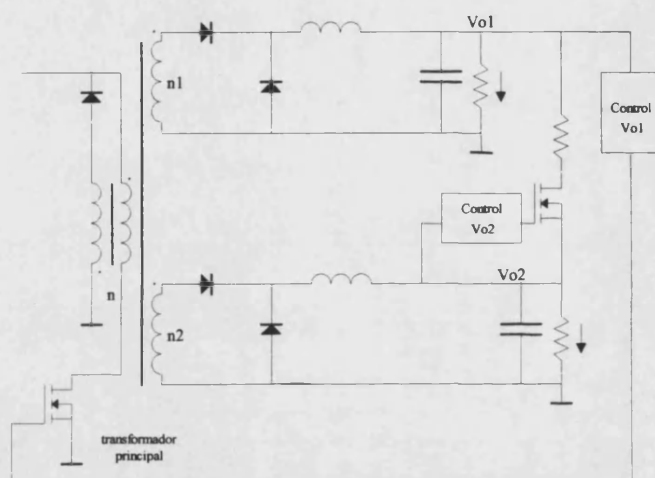 Vo1
n1
Control
Vo1
Control
Vo2
Vo2
n
n2
transformador
principal